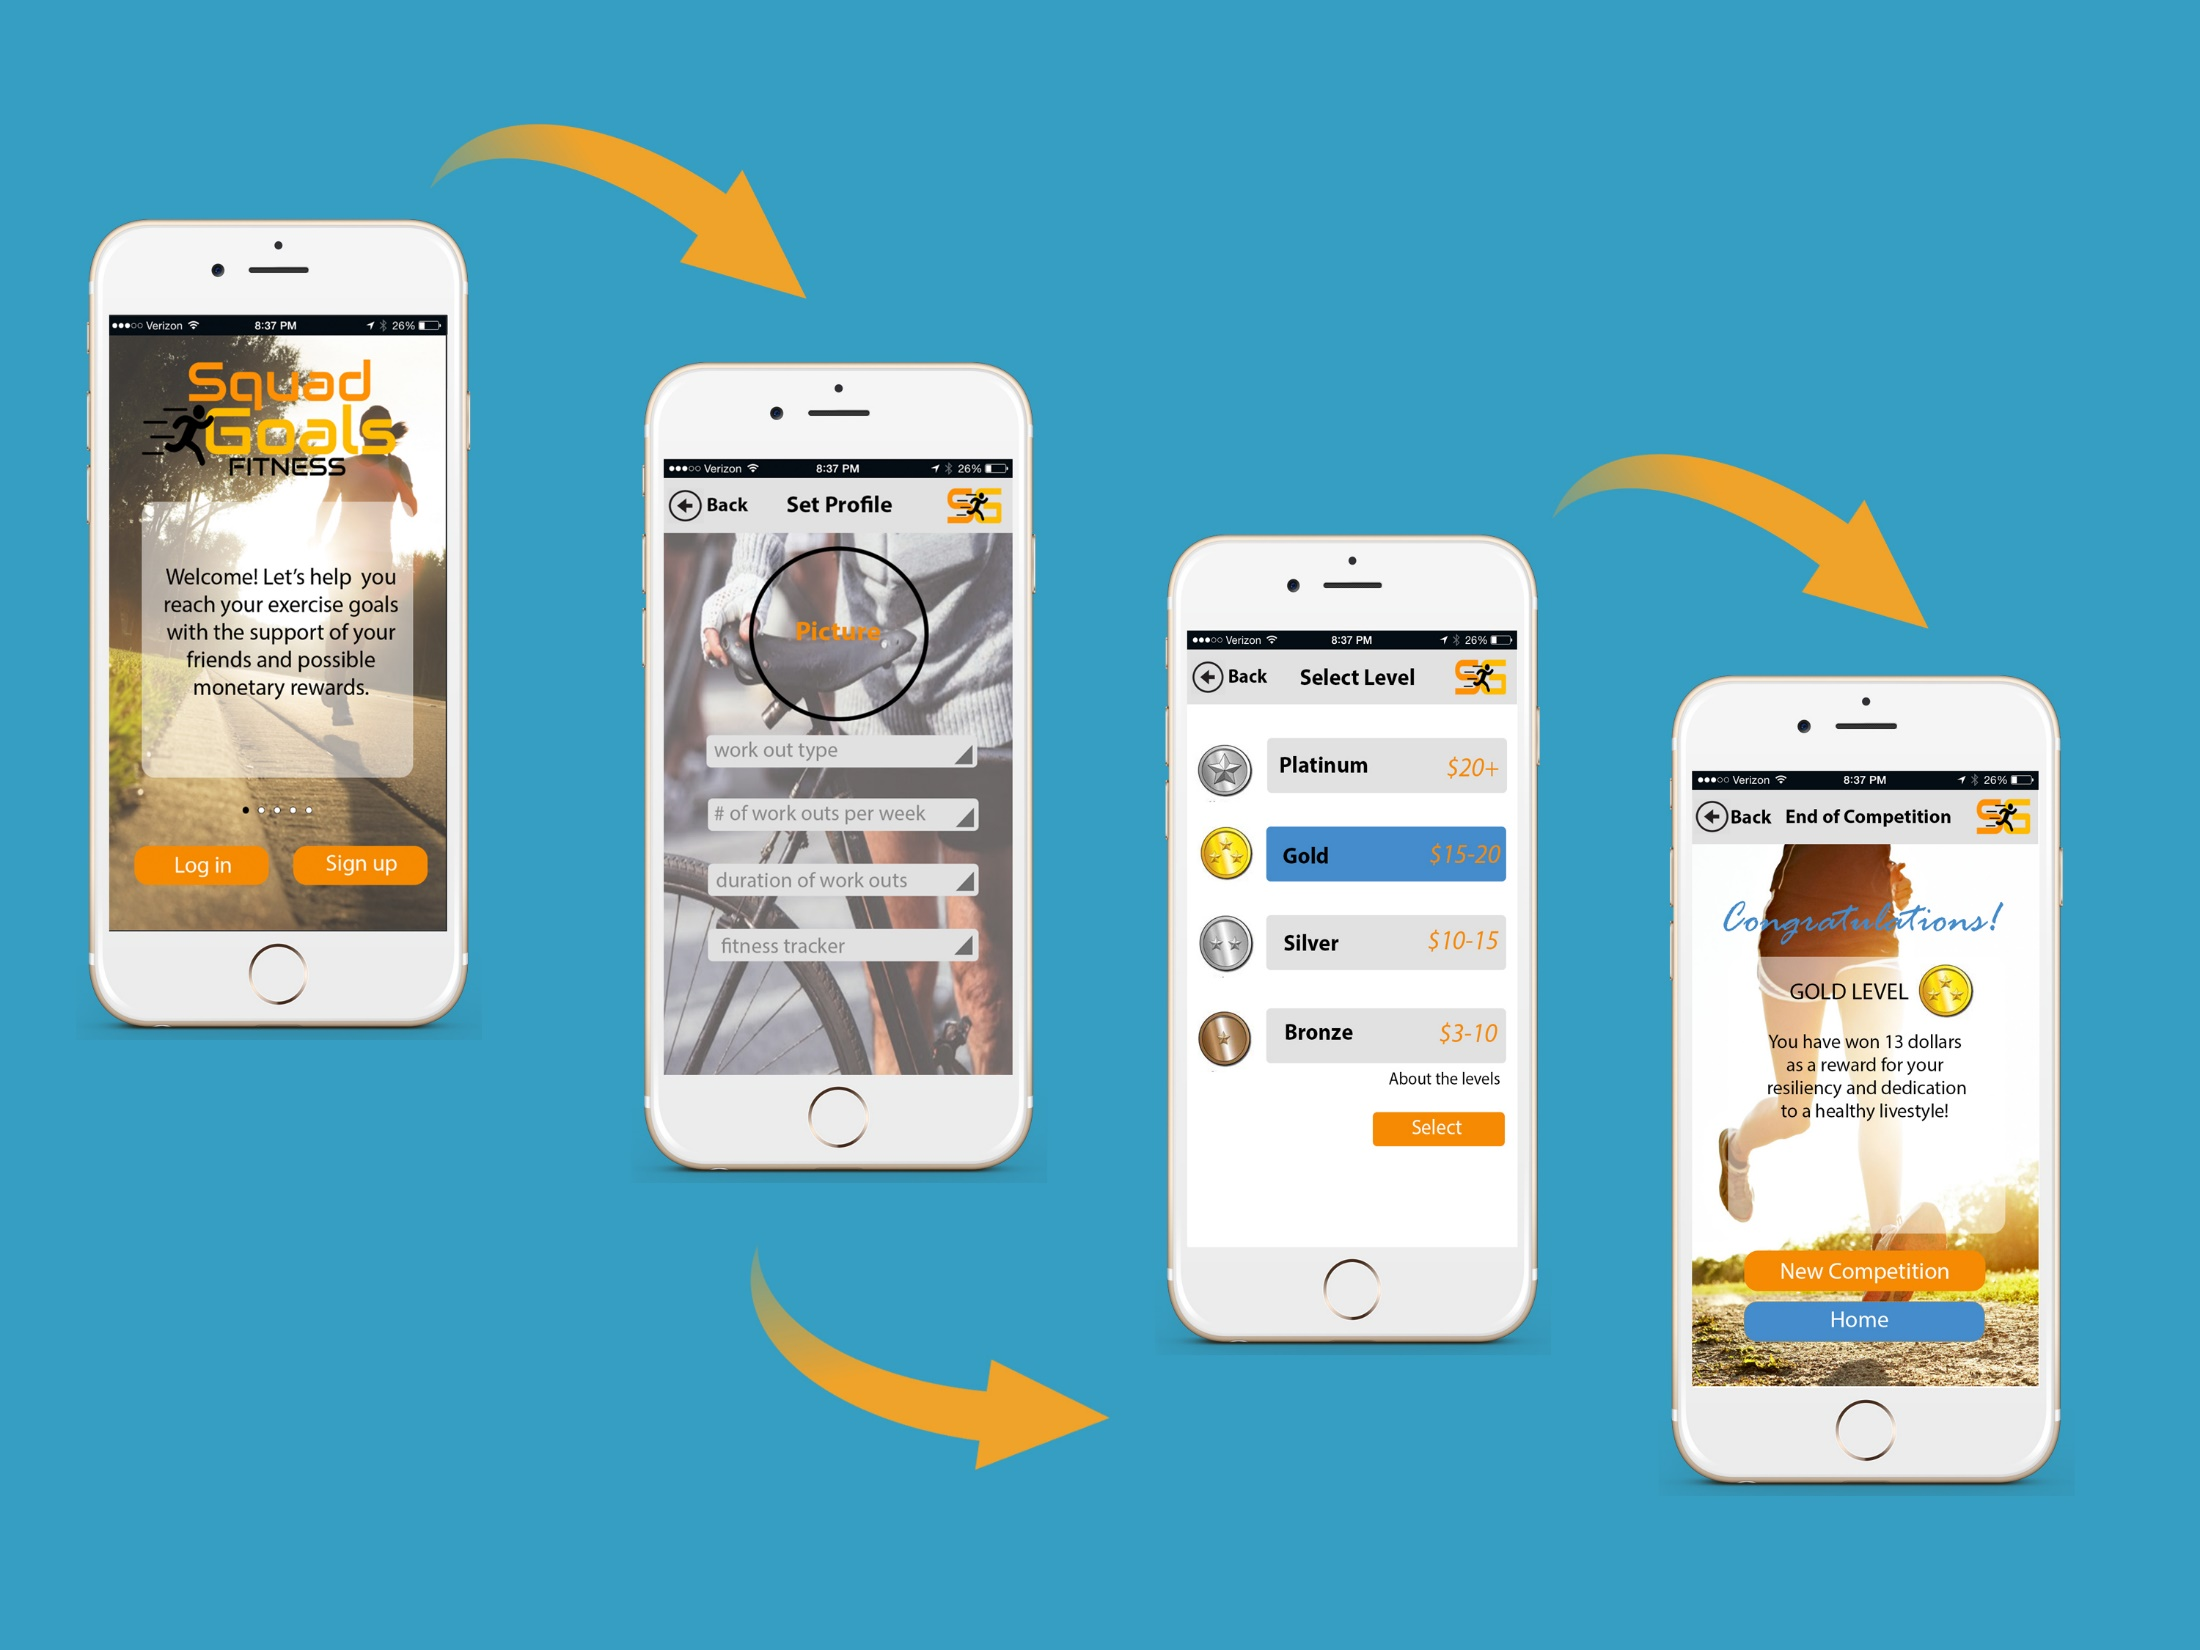 Verizon 8:37 PM 26%
Squad
Goals
FITNESS
Welcome! Let's help you
reach your exercise goals
with the support of your
friends and possible
monetary rewards.
Log in Sign up
Verizon 8:37 PM 26%
Back Set Profile SG
Picture
work out type
# of work outs per week
duration of work outs
fitness tracker
Verizon 8:37 PM 26%
Back Select Level SG
Platinum $20+
Gold $15-20
Silver $10-15
Bronze $3-10
About the levels
Select
Verizon 8:37 PM 26%
Back End of Competition SG
Congratulations!
GOLD LEVEL
You have won 13 dollars
as a reward for your
resiliency and dedication
to a healthy livestyle!
New Competition
Home